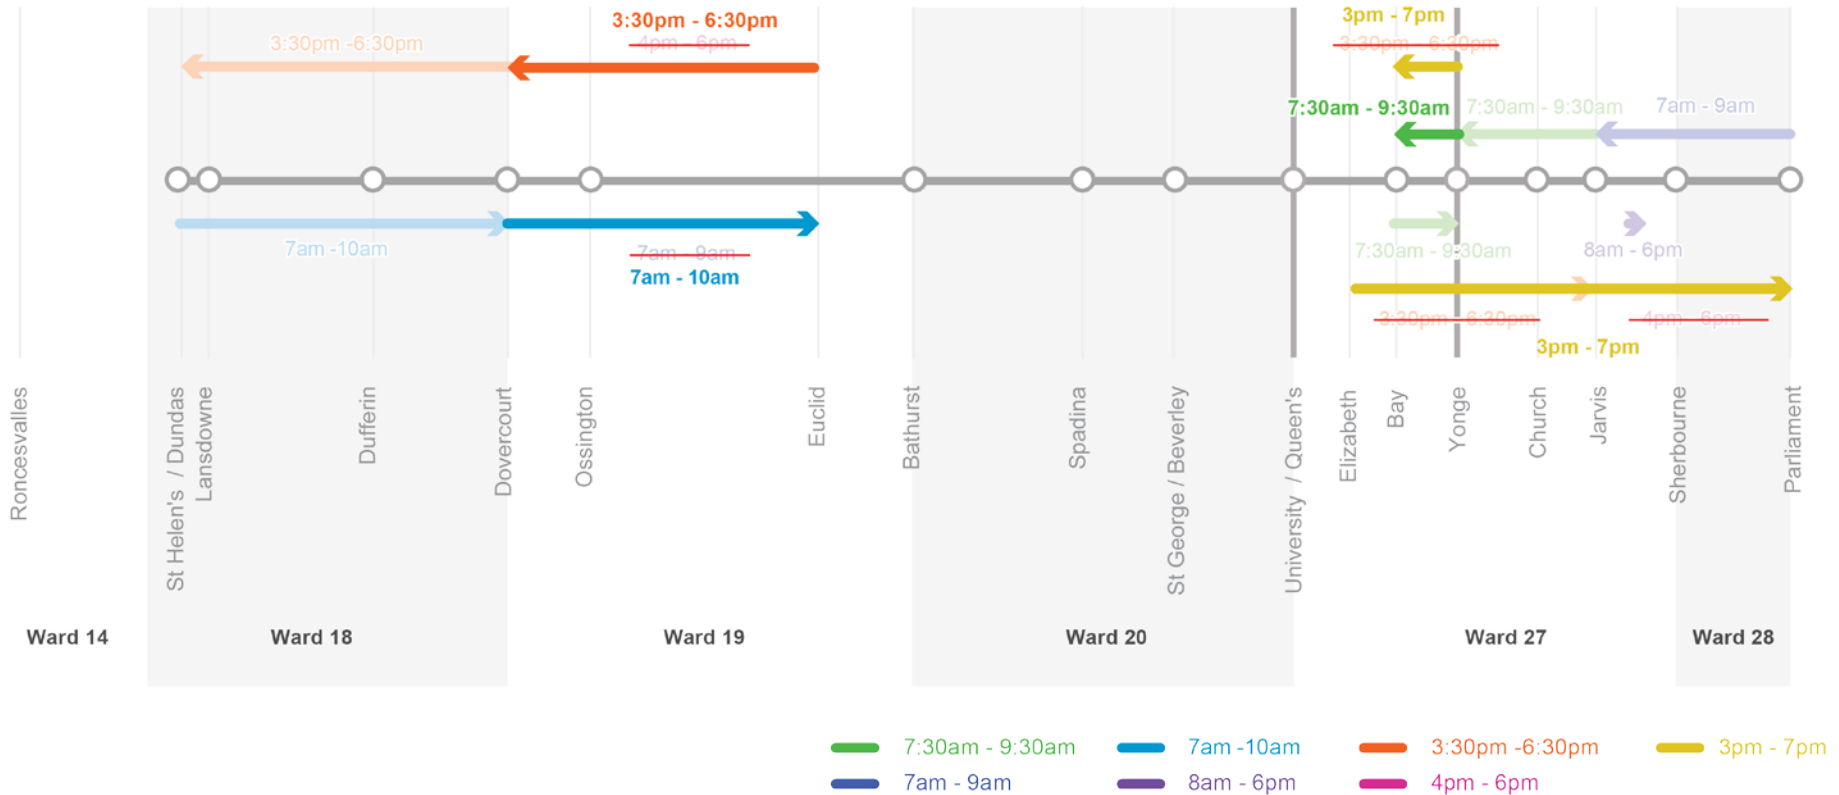 3:30pm - 6:30pm
3pm - 7pm
3:30pm -6:30pm
4pm - 6pm
3:30pm - 6:30pm
7:30am - 9:30am
7:30am - 9:30am
7am - 9am
7am -10am
7am - 9am
7am - 10am
7:30am - 9:30am
8am - 6pm
3:30pm - 6:30pm
4pm - 6pm
3pm - 7pm
Roncesvalles
St Helen's / Dundas
Lansdowne
Dufferin
Dovercourt
Ossington
Euclid
Bathurst
Spadina
St George / Beverley
University / Queen's
Elizabeth
Bay
Yonge
Church
Jarvis
Sherbourne
Parliament
Ward 14
Ward 18
Ward 19
Ward 20
Ward 27
Ward 28
7:30am - 9:30am
7am -10am
3:30pm -6:30pm
3pm - 7pm
7am - 9am
8am - 6pm
4pm - 6pm